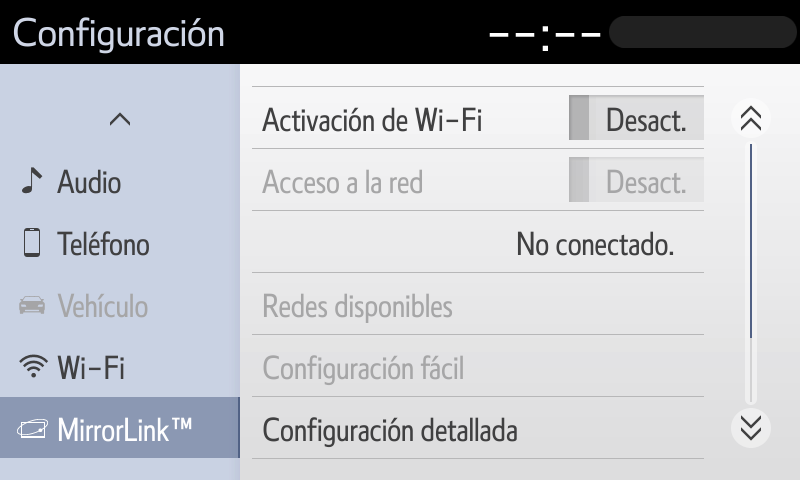 Configuración
--:--
Audio
Teléfono
Vehículo
Wi-Fi
MirrorLink™
Activación de Wi-Fi Desact.
Acceso a la red Desact.
No conectado.
Redes disponibles
Configuración fácil
Configuración detallada